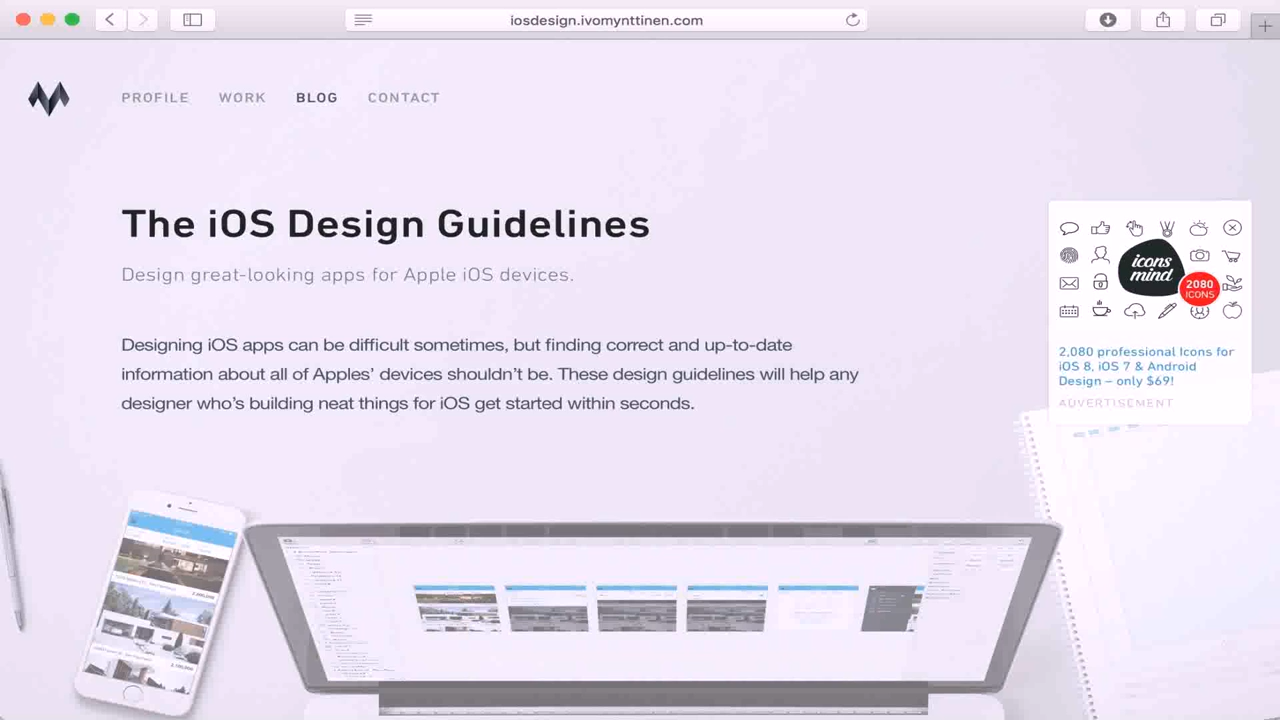 iosdesign.ivomynttinen.com
PROFILE WORK BLOG CONTACT
The iOS Design Guidelines
Design great-looking apps for Apple iOS devices.
Designing iOS apps can be difficult sometimes, but finding correct and up-to-date
information about all of Apples’ devices shouldn’t be. These design guidelines will help any
designer who’s building neat things for iOS get started within seconds.
icons
mind
2080
ICONS
2,080 professional Icons for
iOS 8, iOS 7 & Android
Design – only $69!
ADVERTISEMENT